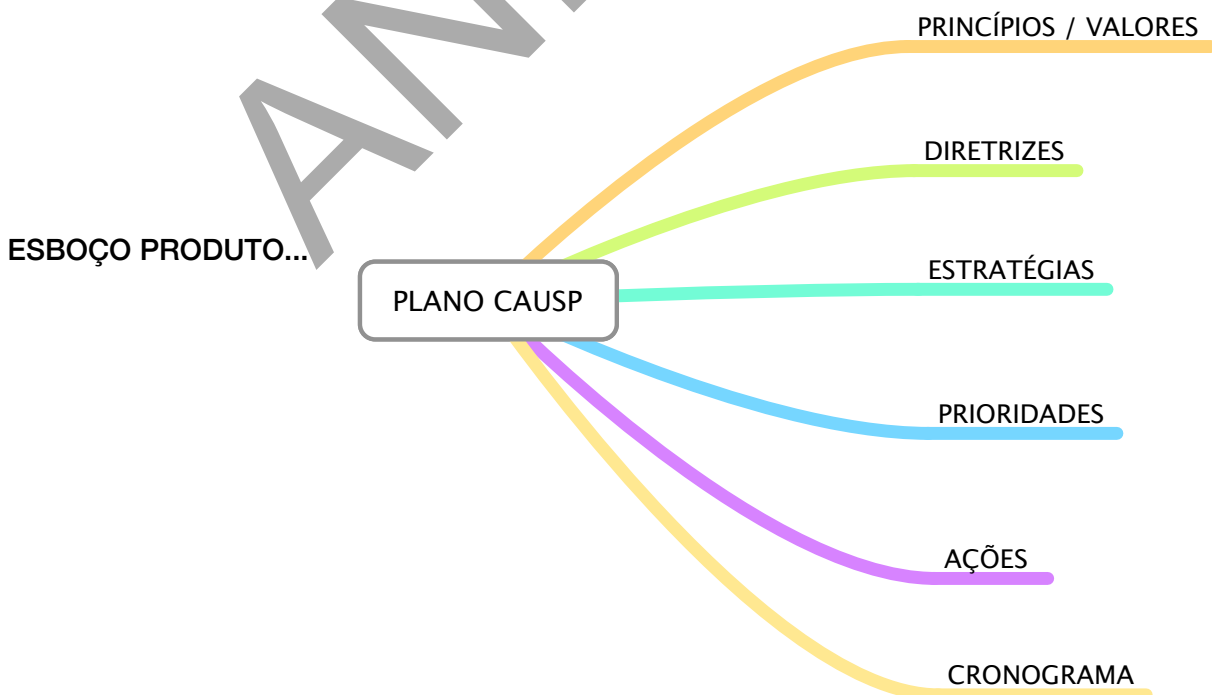 PRINCÍPIOS / VALORES
DIRETRIZES
ESBOÇO PRODUTO...
ESTRATÉGIAS
PLANO CAUSP
PRIORIDADES
AÇÕES
CRONOGRAMA